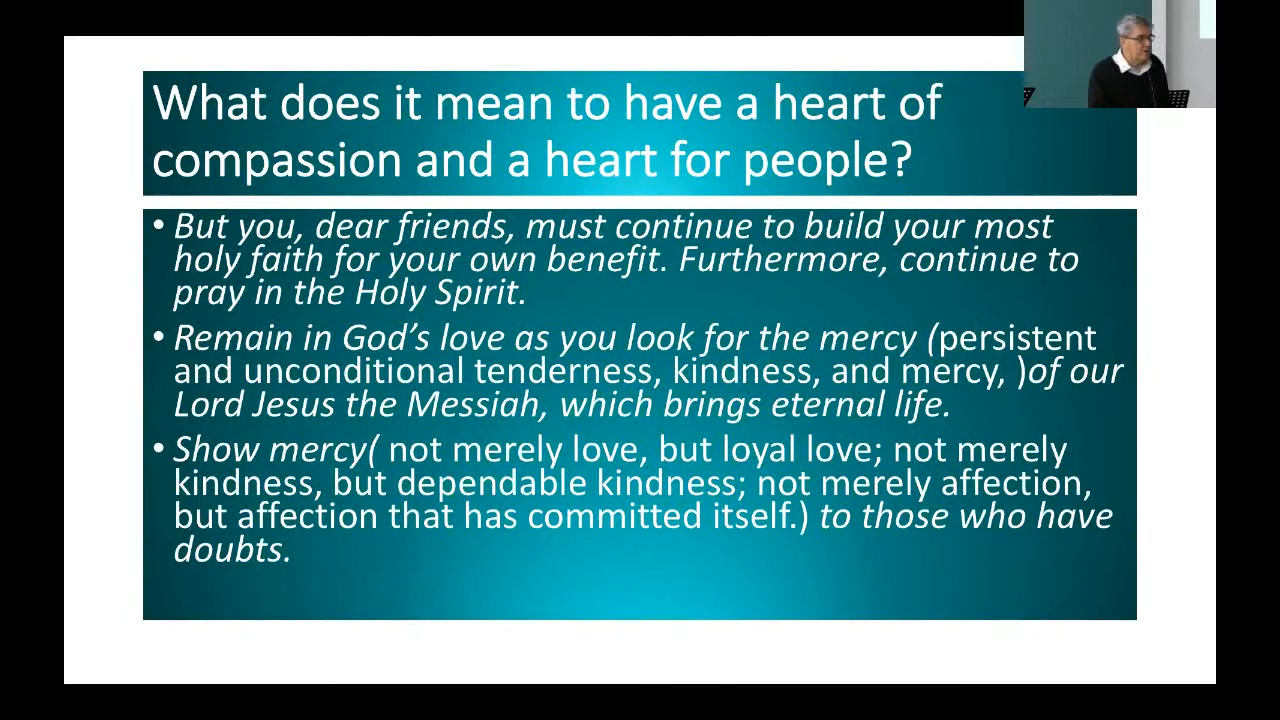 What does it mean to have a heart of
compassion and a heart for people?
• But you, dear friends, must continue to build your most
holy faith for your own benefit. Furthermore, continue to
pray in the Holy Spirit.
• Remain in God’s love as you look for the mercy (persistent
and unconditional tenderness, kindness, and mercy, )of our
Lord Jesus the Messiah, which brings eternal life.
• Show mercy( not merely love, but loyal love; not merely
kindness, but dependable kindness; not merely affection,
but affection that has committed itself.) to those who have
doubts.